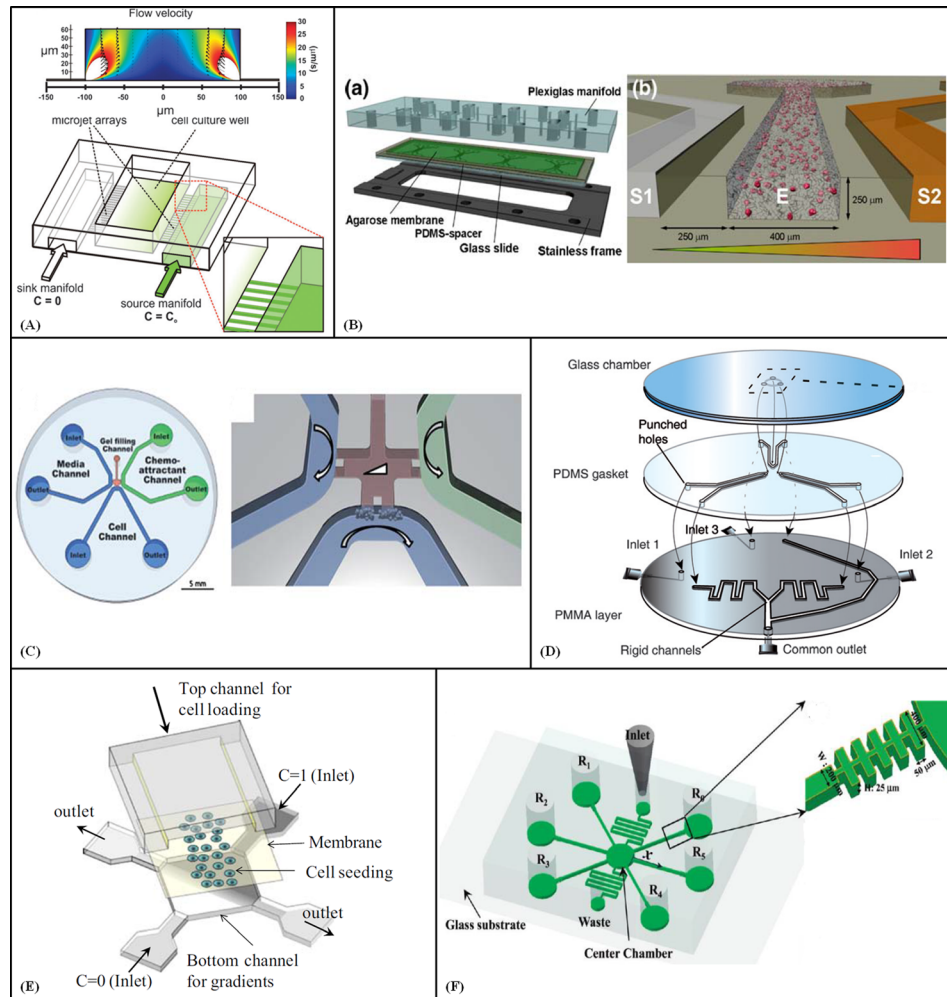 Flow velocity
μm
60
50
40
30
20
10
0
30
25
20
15
10
5
0
(μm/s)
-150 -100 -50 0 50 100 150
μm
microjet arrays
cell culture well
sink manifold
C = 0
source manifold
C = Cₒ
(A)
(a)
Plexiglas manifold
Agarose membrane
PDMS-spacer
Glass slide
Stainless frame
(b)
S1
E
S2
250 μm
250 μm
400 μm
(B)
Inlet
Gel filling
Channel
Inlet
Media
Channel
Chemo-
attractant
Channel
Outlet
Outlet
Cell
Channel
Inlet
Outlet
5 mm
(C)
Glass chamber
Punched
holes
PDMS gasket
Inlet 3
Inlet 1
Inlet 2
PMMA layer
Rigid channels
Common outlet
(D)
Top channel for
cell loading
C=1 (Inlet)
outlet
Membrane
Cell seeding
outlet
Bottom channel
for gradients
C=0 (Inlet)
(E)
Inlet
R₁
R₂
R₃
R₄
R₅
R₆
r
Waste
Glass substrate
Center Chamber
W: 200 μm
H: 25 μm
50 μm
400 μm
(F)